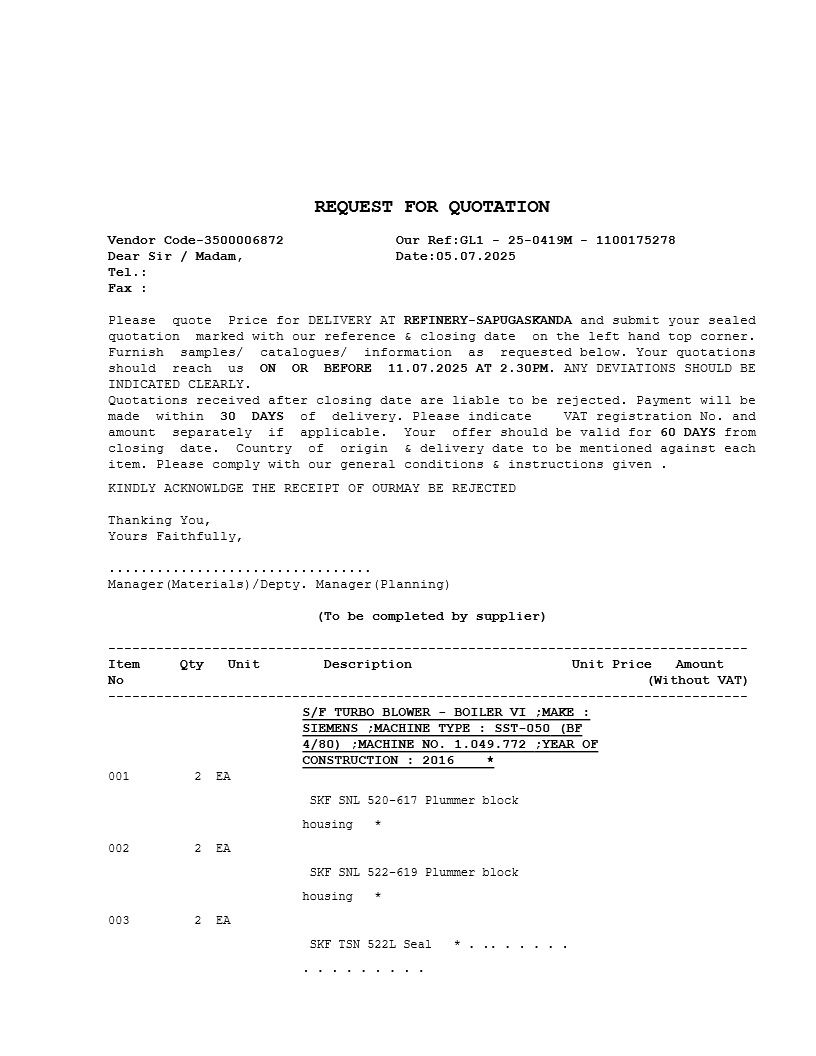 REQUEST FOR QUOTATION
Vendor Code-3500006872 Our Ref:GL1 - 25-0419M - 1100175278
Dear Sir / Madam, Date:05.07.2025
Tel.:
Fax :
Please quote Price for DELIVERY AT REFINERY-SAPUGASKANDA and submit your sealed
quotation marked with our reference & closing date on the left hand top corner.
Furnish samples/ catalogues/ information as requested below. Your quotations
should reach us ON OR BEFORE 11.07.2025 AT 2.30PM. ANY DEVIATIONS SHOULD BE
INDICATED CLEARLY.
Quotations received after closing date are liable to be rejected. Payment will be
made within 30 DAYS of delivery. Please indicate VAT registration No. and
amount separately if applicable. Your offer should be valid for 60 DAYS from
closing date. Country of origin & delivery date to be mentioned against each
item. Please comply with our general conditions & instructions given .
KINDLY ACKNOWLDGE THE RECEIPT OF OURMAY BE REJECTED
Thanking You,
Yours Faithfully,
................................
Manager(Materials)/Depty. Manager(Planning)
(To be completed by supplier)
--------------------------------------------------------------------------------
Item Qty Unit Description Unit Price Amount
No (Without VAT)
--------------------------------------------------------------------------------
S/F TURBO BLOWER - BOILER VI ;MAKE :
SIEMENS ;MACHINE TYPE : SST-050 (BF
4/80) ;MACHINE NO. 1.049.772 ;YEAR OF
CONSTRUCTION : 2016 *
001 2 EA
SKF SNL 520-617 Plummer block
housing *
002 2 EA
SKF SNL 522-619 Plummer block
housing *
003 2 EA
SKF TSN 522L Seal * . .. . . . . .
. . . . . . . . .